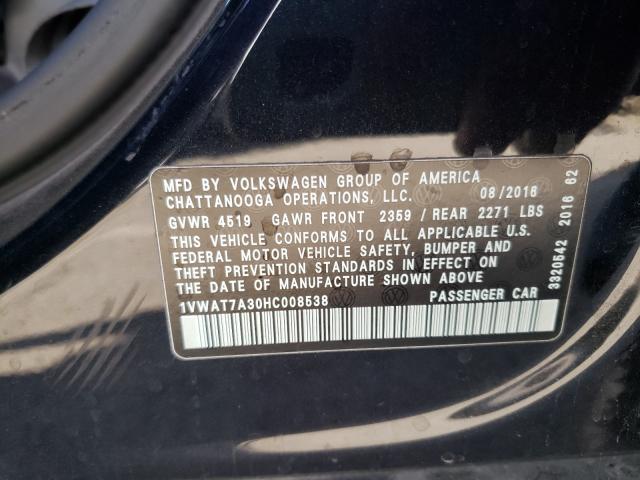 MFD BY VOLKSWAGEN GROUP OF AMERICA
CHATTANOOGA OPERATIONS, LLC. 08/2016
GVWR 4519 GAWR FRONT 2359 / REAR 2271 LBS
THIS VEHICLE CONFORMS TO ALL APPLICABLE U.S.
FEDERAL MOTOR VEHICLE SAFETY, BUMPER AND
THEFT PREVENTION STANDARDS IN EFFECT ON
THE DATE OF MANUFACTURE SHOWN ABOVE
1VWAT7A30HC008538 PASSENGER CAR
3320542 2016 62